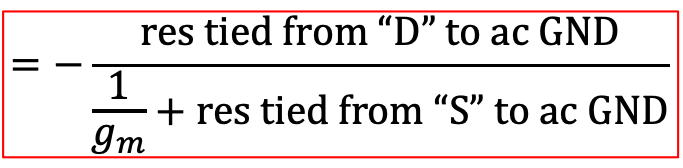 = − res tied from “D” to ac GND
1
g_m + res tied from “S” to ac GND